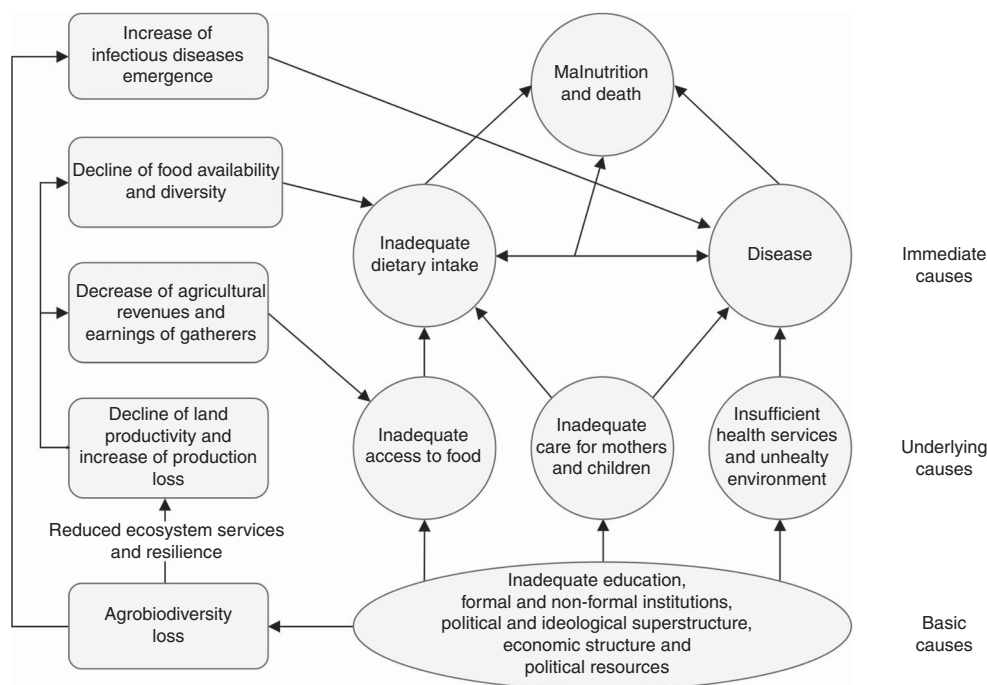 Increase of
infectious diseases
emergence
Malnutrition
and death
Decline of food availability
and diversity
Inadequate
dietary intake
Disease
Immediate
causes
Decrease of agricultural
revenues and
earnings of gatherers
Decline of land
productivity and
increase of production
loss
Inadequate
access to food
Inadequate
care for mothers
and children
Insufficient
health services
and unhealty
environment
Underlying
causes
Reduced ecosystem services
and resilience
Agrobiodiversity
loss
Inadequate education,
formal and non-formal institutions,
political and ideological superstructure,
economic structure and
political resources
Basic
causes